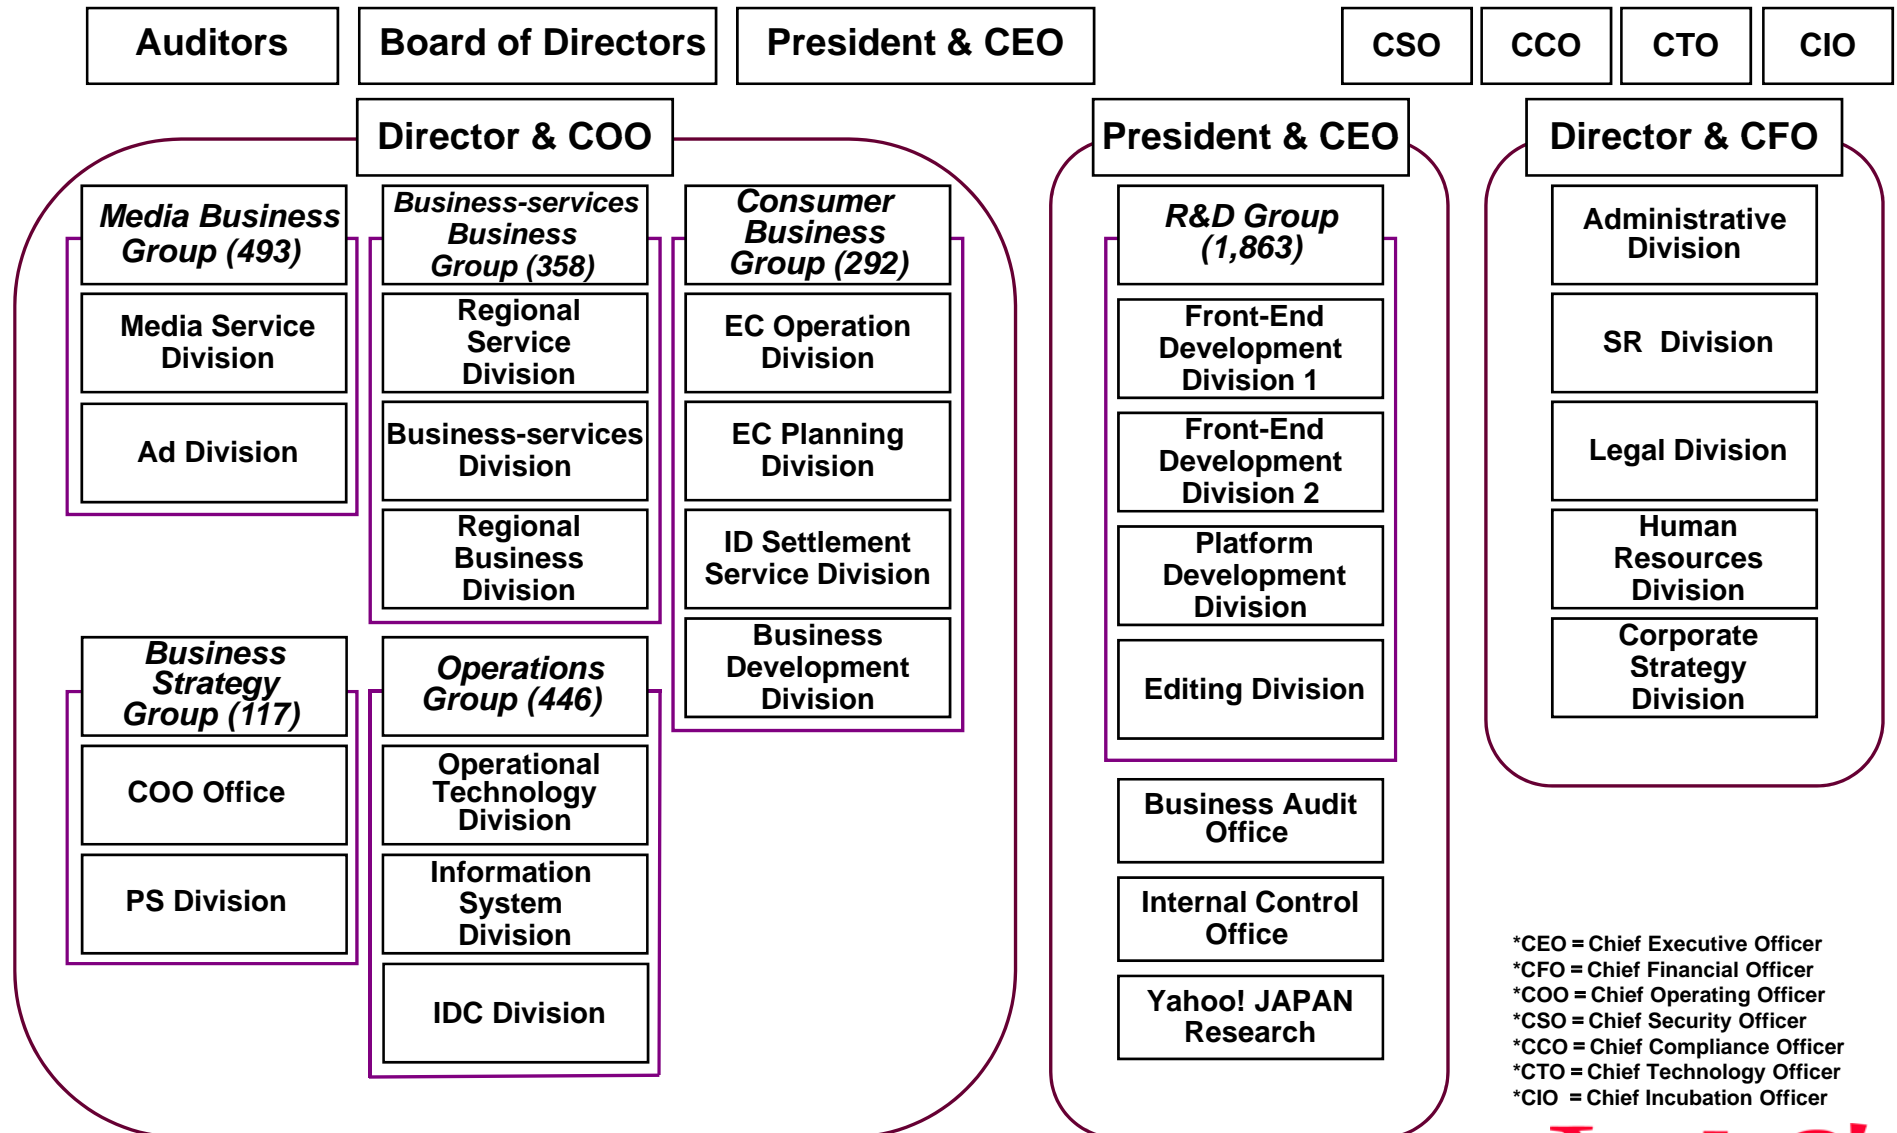 Auditors
Board of Directors
President & CEO
CSO
CCO
CTO
CIO
Director & COO
President & CEO
Director & CFO
Media Business
Group (493)
Media Service
Division
Ad Division
Business-services
Business
Group (358)
Regional
Service
Division
Business-services
Division
Regional
Business
Division
Consumer
Business
Group (292)
EC Operation
Division
EC Planning
Division
ID Settlement
Service Division
Business
Development
Division
Business
Strategy
Group (117)
COO Office
PS Division
Operations
Group (446)
Operational
Technology
Division
Information
System
Division
IDC Division
R&D Group
(1,863)
Front-End
Development
Division 1
Front-End
Development
Division 2
Platform
Development
Division
Editing Division
Business Audit
Office
Internal Control
Office
Yahoo! JAPAN
Research
Administrative
Division
SR Division
Legal Division
Human
Resources
Division
Corporate
Strategy
Division
*CEO = Chief Executive Officer
*CFO = Chief Financial Officer
*COO = Chief Operating Officer
*CSO = Chief Security Officer
*CCO = Chief Compliance Officer
*CTO = Chief Technology Officer
*CIO = Chief Incubation Officer